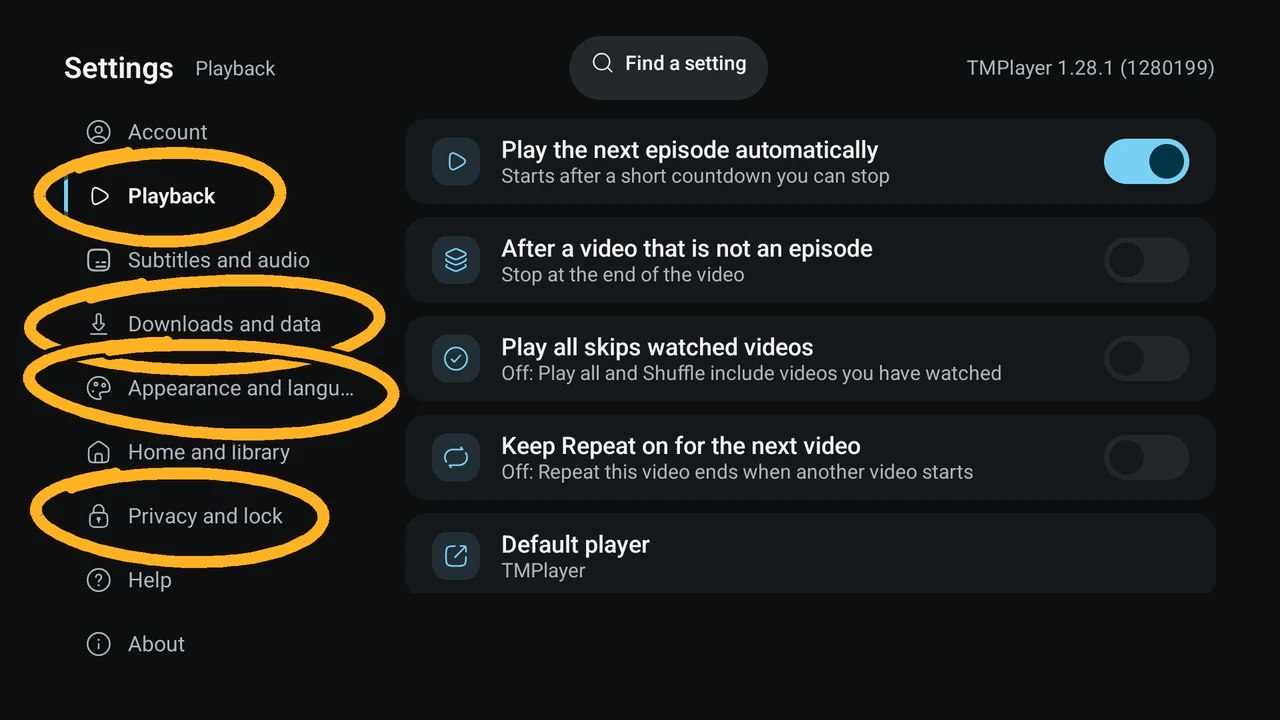 Settings Playback
Find a setting
TMPlayer 1.28.1 (1280199)
Account
Playback
Subtitles and audio
Downloads and data
Appearance and langu...
Home and library
Privacy and lock
Help
About
Play the next episode automatically
Starts after a short countdown you can stop
After a video that is not an episode
Stop at the end of the video
Play all skips watched videos
Off: Play all and Shuffle include videos you have watched
Keep Repeat on for the next video
Off: Repeat this video ends when another video starts
Default player
TMPlayer